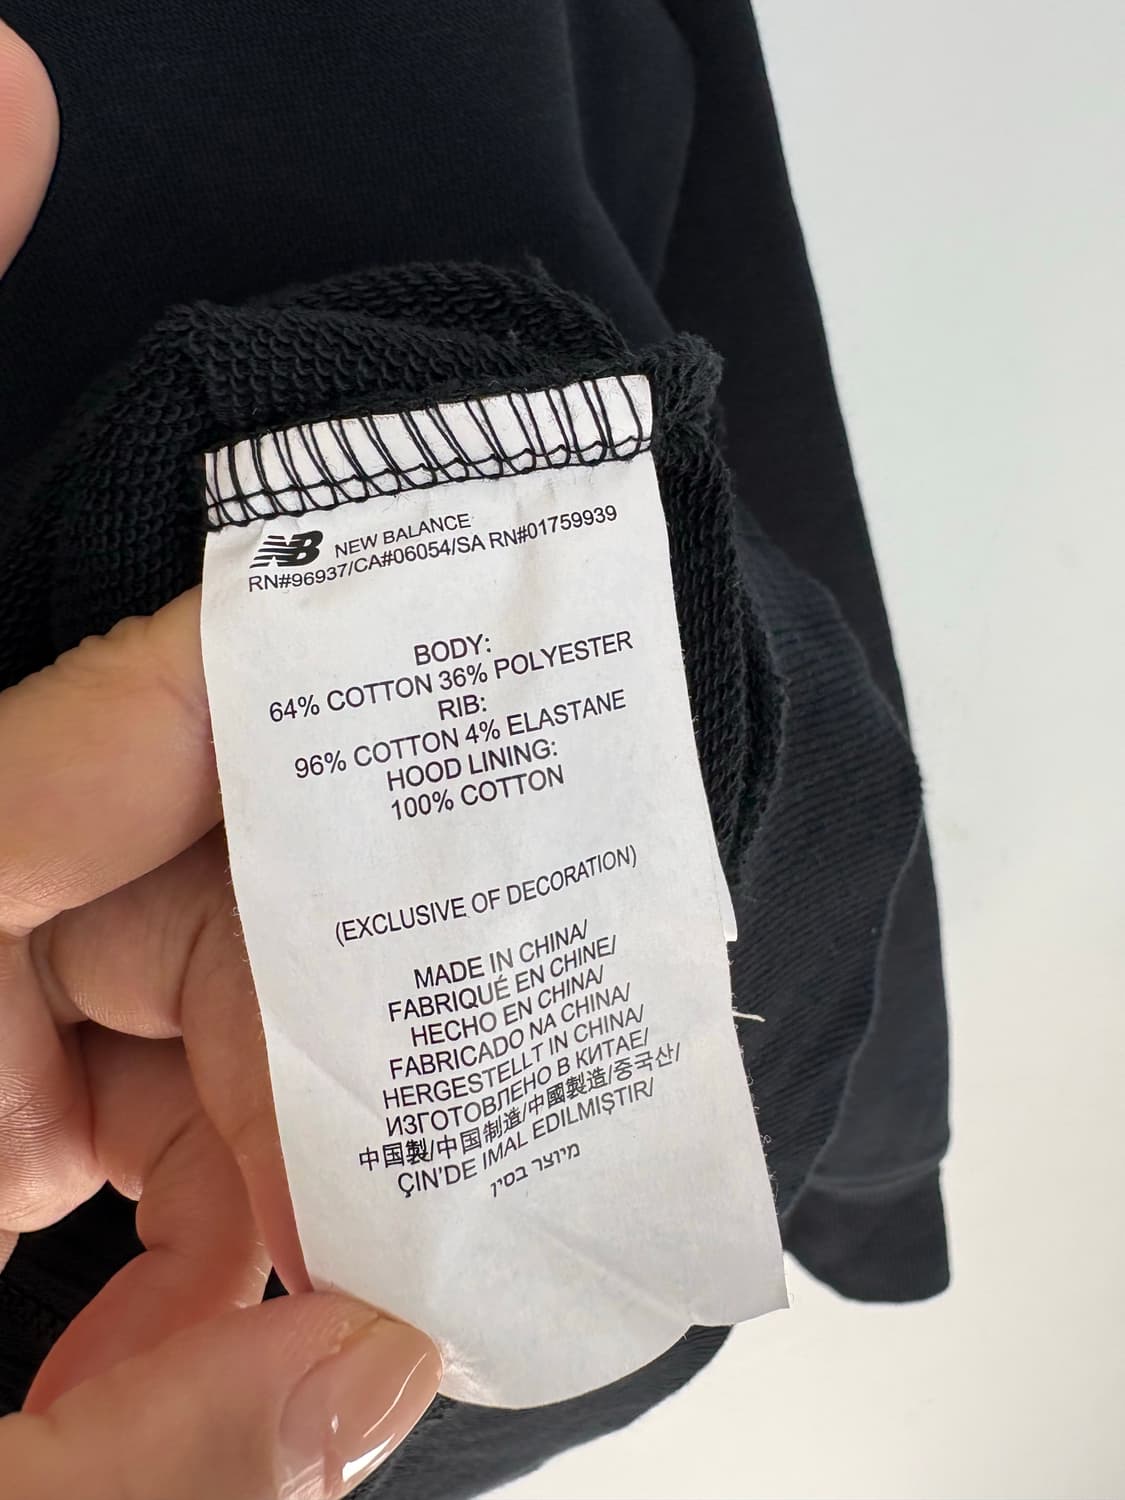 NB NEW BALANCE
RN#96937/CA#06054/SA RN#01759939
BODY:
64% COTTON 36% POLYESTER
RIB:
96% COTTON 4% ELASTANE
HOOD LINING:
100% COTTON
(EXCLUSIVE OF DECORATION)
MADE IN CHINA/
FABRIQUÉ EN CHINE/
HECHO EN CHINA/
FABRICADO NA CHINA/
HERGESTELLT IN CHINA/
ИЗГОТОВЛЕНО В КИТАЕ/
中国製/中国制造/中國製造/중국산/
ÇIN'DE IMAL EDILMIŞTIR/
מיוצר בסין